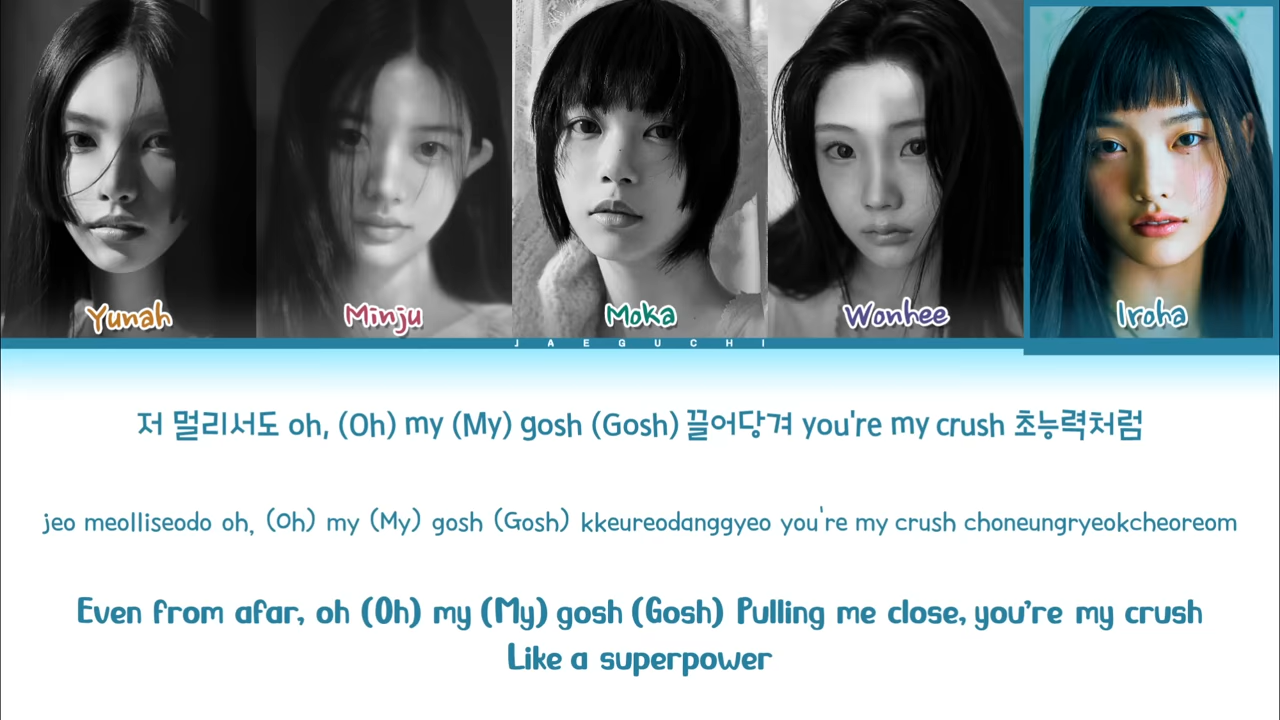 Yunah
Minju
Moka
Wonhee
Iroha
JAEGUCHI
저 멀리서도 oh, (Oh) my (My) gosh (Gosh) 끌어당겨 you're my crush 초능력처럼
jeo meolliseodo oh, (Oh) my (My) gosh (Gosh) kkeureodanggyeo you're my crush choneungryeokcheoreom
Even from afar, oh (Oh) my (My) gosh (Gosh) Pulling me close, you're my crush
Like a superpower